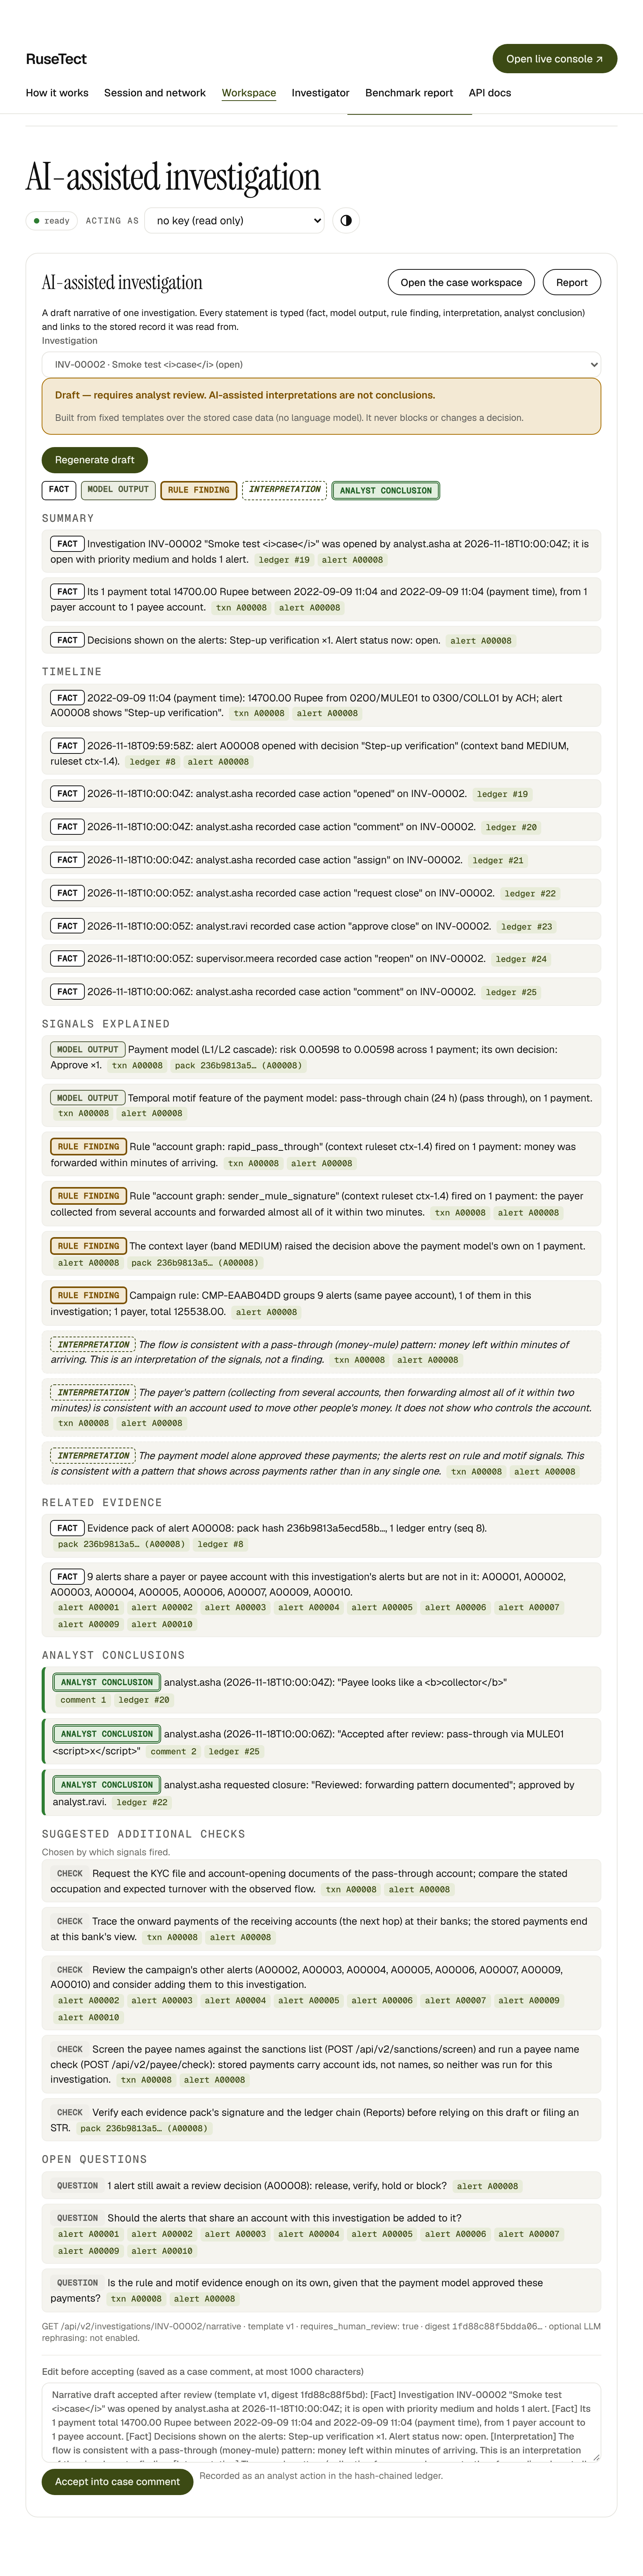 RuseTect
Open live console ↗
How it works Session and network Workspace Investigator Benchmark report API docs
AI-assisted investigation
ready ACTING AS no key (read only)
AI-assisted investigation
Open the case workspace Report
A draft narrative of one investigation. Every statement is typed (fact, model output, rule finding, interpretation, analyst conclusion)
and links to the stored record it was read from.
Investigation
INV-00002 · Smoke test <i>case</i> (open)
Draft — requires analyst review. AI-assisted interpretations are not conclusions.
Built from fixed templates over the stored case data (no language model). It never blocks or changes a decision.
Regenerate draft
FACT MODEL OUTPUT RULE FINDING INTERPRETATION ANALYST CONCLUSION
SUMMARY
FACT Investigation INV-00002 "Smoke test <i>case</i>" was opened by analyst.asha at 2026-11-18T10:00:04Z; it is
open with priority medium and holds 1 alert. ledger #19 alert A00008
FACT Its 1 payment total 14700.00 Rupee between 2022-09-09 11:04 and 2022-09-09 11:04 (payment time), from 1
payer account to 1 payee account. txn A00008 alert A00008
FACT Decisions shown on the alerts: Step-up verification ×1. Alert status now: open. alert A00008
TIMELINE
FACT 2022-09-09 11:04 (payment time): 14700.00 Rupee from 0200/MULE01 to 0300/COLL01 by ACH; alert
A00008 shows "Step-up verification". txn A00008 alert A00008
FACT 2026-11-18T09:59:58Z: alert A00008 opened with decision "Step-up verification" (context band MEDIUM,
ruleset ctx-1.4). ledger #8 alert A00008
FACT 2026-11-18T10:00:04Z: analyst.asha recorded case action "opened" on INV-00002. ledger #19
FACT 2026-11-18T10:00:04Z: analyst.asha recorded case action "comment" on INV-00002. ledger #20
FACT 2026-11-18T10:00:04Z: analyst.asha recorded case action "assign" on INV-00002. ledger #21
FACT 2026-11-18T10:00:05Z: analyst.asha recorded case action "request close" on INV-00002. ledger #22
FACT 2026-11-18T10:00:05Z: analyst.ravi recorded case action "approve close" on INV-00002. ledger #23
FACT 2026-11-18T10:00:05Z: supervisor.meera recorded case action "reopen" on INV-00002. ledger #24
FACT 2026-11-18T10:00:06Z: analyst.asha recorded case action "comment" on INV-00002. ledger #25
SIGNALS EXPLAINED
MODEL OUTPUT Payment model (L1/L2 cascade): risk 0.00598 to 0.00598 across 1 payment; its own decision:
Approve ×1. txn A00008 pack 236b9813a5… (A00008)
MODEL OUTPUT Temporal motif feature of the payment model: pass-through chain (24 h) (pass through), on 1 payment.
txn A00008 alert A00008
RULE FINDING Rule "account graph: rapid_pass_through" (context ruleset ctx-1.4) fired on 1 payment: money was
forwarded within minutes of arriving. txn A00008 alert A00008
RULE FINDING Rule "account graph: sender_mule_signature" (context ruleset ctx-1.4) fired on 1 payment: the payer
collected from several accounts and forwarded almost all of it within two minutes. txn A00008 alert A00008
RULE FINDING The context layer (band MEDIUM) raised the decision above the payment model's own on 1 payment.
alert A00008 pack 236b9813a5… (A00008)
RULE FINDING Campaign rule: CMP-EAAB04DD groups 9 alerts (same payee account), 1 of them in this
investigation; 1 payer, total 125538.00. alert A00008
INTERPRETATION The flow is consistent with a pass-through (money-mule) pattern: money left within minutes of
arriving. This is an interpretation of the signals, not a finding. txn A00008 alert A00008
INTERPRETATION The payer's pattern (collecting from several accounts, then forwarding almost all of it within two
minutes) is consistent with an account used to move other people's money. It does not show who controls the account.
txn A00008 alert A00008
INTERPRETATION The payment model alone approved these payments; the alerts rest on rule and motif signals. This
is consistent with a pattern that shows across payments rather than in any single one. txn A00008 alert A00008
RELATED EVIDENCE
FACT Evidence pack of alert A00008: pack hash 236b9813a5ecd58b…, 1 ledger entry (seq 8).
pack 236b9813a5… (A00008) ledger #8
FACT 9 alerts share a payer or payee account with this investigation's alerts but are not in it: A00001, A00002,
A00003, A00004, A00005, A00006, A00007, A00009, A00010.
alert A00001 alert A00002 alert A00003 alert A00004 alert A00005 alert A00006 alert A00007
alert A00009 alert A00010
ANALYST CONCLUSIONS
ANALYST CONCLUSION analyst.asha (2026-11-18T10:00:04Z): "Payee looks like a <b>collector</b>"
comment 1 ledger #20
ANALYST CONCLUSION analyst.asha (2026-11-18T10:00:06Z): "Accepted after review: pass-through via MULE01
<script>x</script>" comment 2 ledger #25
ANALYST CONCLUSION analyst.asha requested closure: "Reviewed: forwarding pattern documented"; approved by
analyst.ravi. ledger #22
SUGGESTED ADDITIONAL CHECKS
Chosen by which signals fired.
CHECK Request the KYC file and account-opening documents of the pass-through account; compare the stated
occupation and expected turnover with the observed flow. txn A00008 alert A00008
CHECK Trace the onward payments of the receiving accounts (the next hop) at their banks; the stored payments end
at this bank's view. txn A00008 alert A00008
CHECK Review the campaign's other alerts (A00002, A00003, A00004, A00005, A00006, A00007, A00009,
A00010) and consider adding them to this investigation.
alert A00002 alert A00003 alert A00004 alert A00005 alert A00006 alert A00007 alert A00009
alert A00010
CHECK Screen the payee names against the sanctions list (POST /api/v2/sanctions/screen) and run a payee name
check (POST /api/v2/payee/check): stored payments carry account ids, not names, so neither was run for this
investigation. txn A00008 alert A00008
CHECK Verify each evidence pack's signature and the ledger chain (Reports) before relying on this draft or filing an
STR. pack 236b9813a5… (A00008)
OPEN QUESTIONS
QUESTION 1 alert still await a review decision (A00008): release, verify, hold or block? alert A00008
QUESTION Should the alerts that share an account with this investigation be added to it?
alert A00001 alert A00002 alert A00003 alert A00004 alert A00005 alert A00006 alert A00007
alert A00009 alert A00010
QUESTION Is the rule and motif evidence enough on its own, given that the payment model approved these
payments? txn A00008 alert A00008
GET /api/v2/investigations/INV-00002/narrative · template v1 · requires_human_review: true · digest 1fd88c88f5bdda06… · optional LLM
rephrasing: not enabled.
Edit before accepting (saved as a case comment, at most 1000 characters)
Narrative draft accepted after review (template v1, digest 1fd88c88f5bd): [Fact] Investigation INV-00002 "Smoke test
<i>case</i>" was opened by analyst.asha at 2026-11-18T10:00:04Z; it is open with priority medium and holds 1 alert. [Fact] Its
1 payment total 14700.00 Rupee between 2022-09-09 11:04 and 2022-09-09 11:04 (payment time), from 1 payer account to
1 payee account. [Fact] Decisions shown on the alerts: Step-up verification ×1. Alert status now: open. [Interpretation] The
flow is consistent with a pass-through (money-mule) pattern: money left within minutes of arriving. This is an interpretation
Accept into case comment Recorded as an analyst action in the hash-chained ledger.